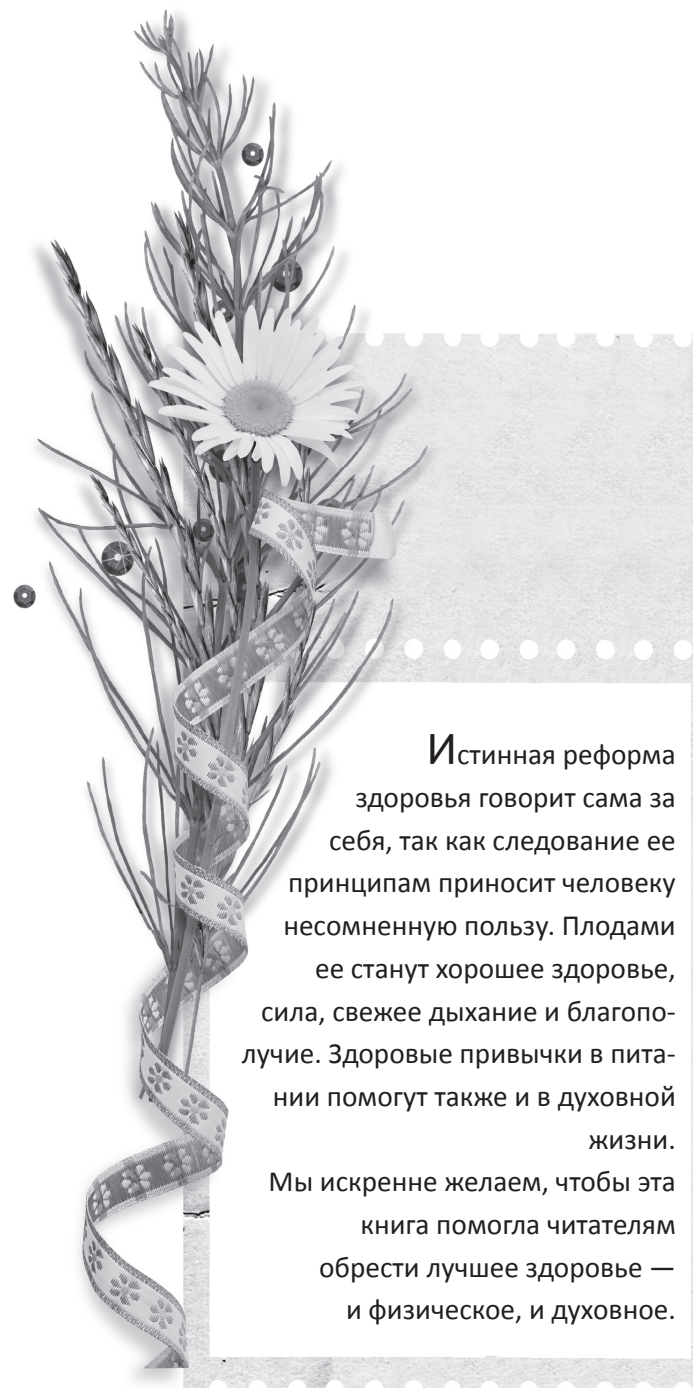 Истинная реформа
здоровья говорит сама за
себя, так как следование ее
принципам приносит человеку
несомненную пользу. Плодами
ее станут хорошее здоровье,
сила, свежее дыхание и благопо-
лучие. Здоровые привычки в пита-
нии помогут также и в духовной
жизни.
Мы искренне желаем, чтобы эта
книга помогла читателям
обрести лучшее здоровье —
и физическое, и духовное.